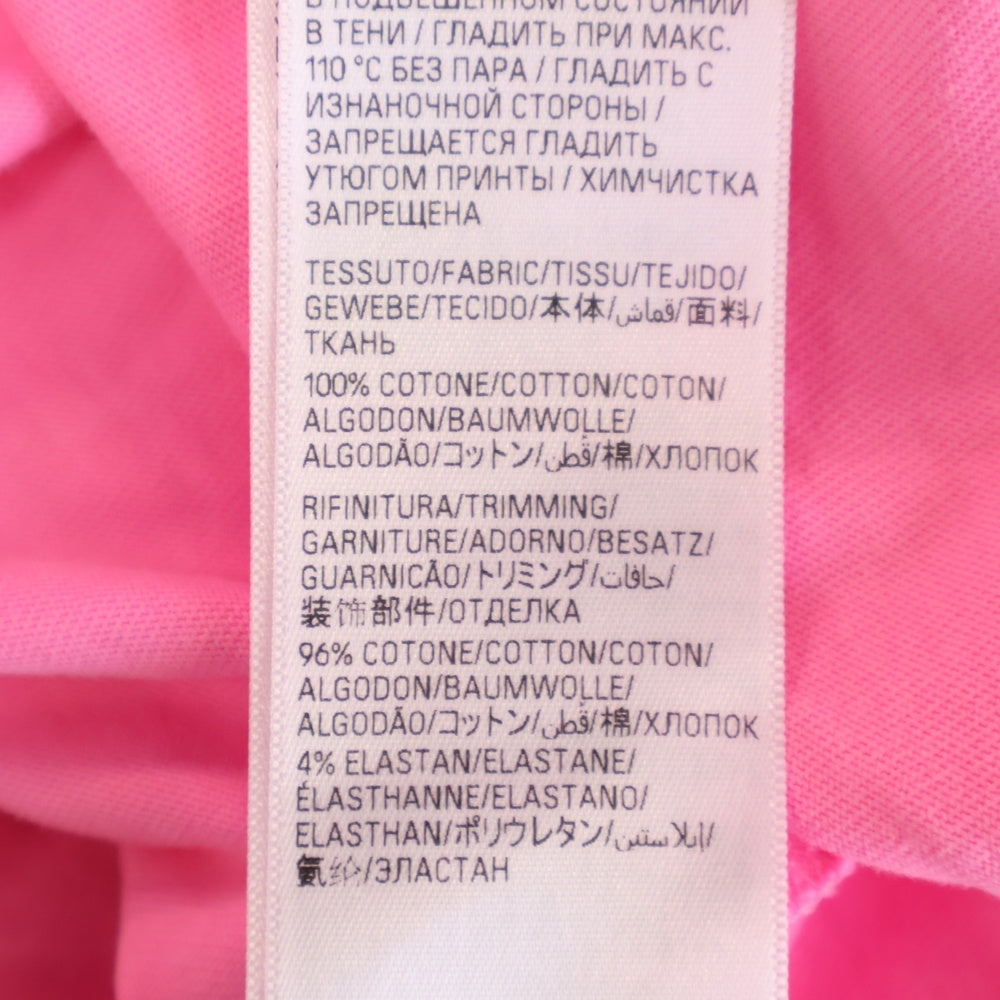 В ПОДВЕШЕННОМ СОСТОЯНИИ
В ТЕНИ / ГЛАДИТЬ ПРИ МАКС.
110 °C БЕЗ ПАРА / ГЛАДИТЬ С
ИЗНАНОЧНОЙ СТОРОНЫ /
ЗАПРЕЩАЕТСЯ ГЛАДИТЬ
УТЮГОМ ПРИНТЫ / ХИМЧИСТКА
ЗАПРЕЩЕНА
TESSUTO/FABRIC/TISSU/TEJIDO/
GEWEBE/TECIDO/本体/قماش/面料/
ТКАНЬ
100% COTONE/COTTON/COTON/
ALGODON/BAUMWOLLE/
ALGODÃO/コットン/قُطن/棉/ХЛОПОК
RIFINITURA/TRIMMING/
GARNITURE/ADORNO/BESATZ/
GUARNICÃO/トリミング/حافات/
装饰部件/ОТДЕЛКА
96% COTONE/COTTON/COTON/
ALGODON/BAUMWOLLE/
ALGODÃO/コットン/قُطن/棉/ХЛОПОК
4% ELASTAN/ELASTANE/
ÉLASTHANNE/ELASTANO/
ELASTHAN/ポリウレタン/إيلاستين/
氨纶/ЭЛАСТАН